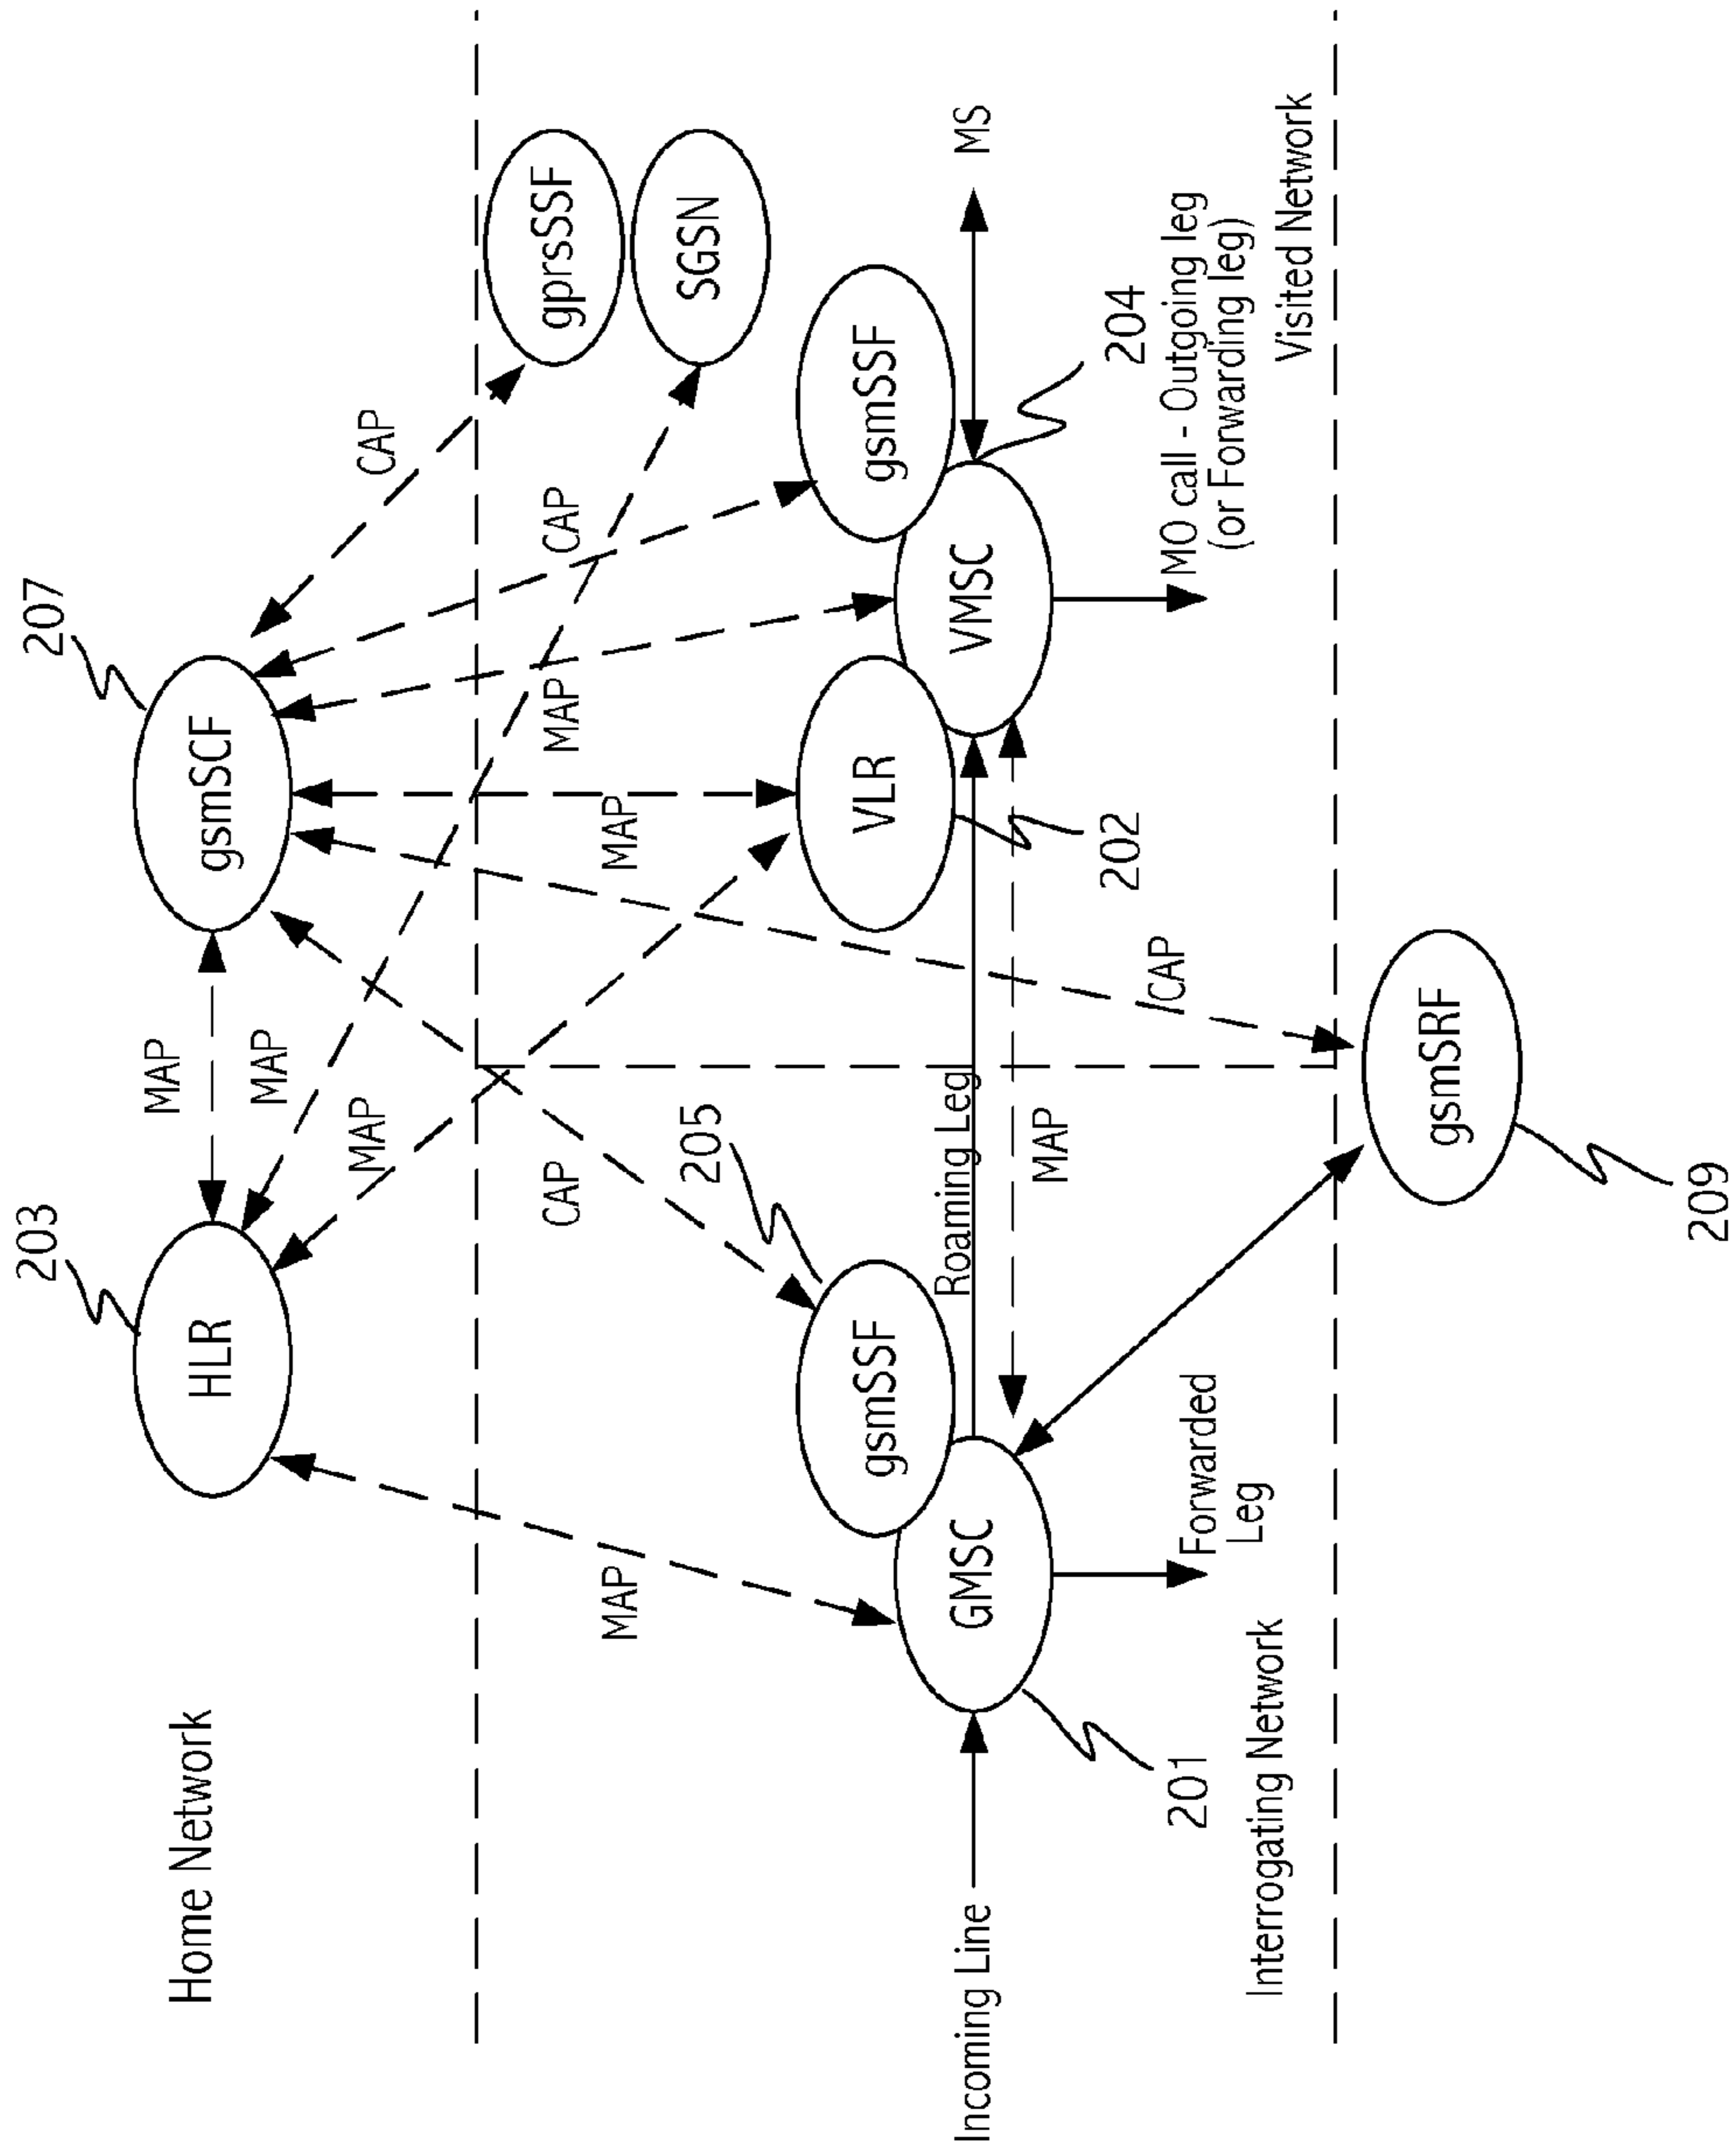 203
207
Home Network
HLR
MAP
gsmSCF
MAP
MAP
CAP
MAP
CAP
MAP
MAP
CAP
gprsSSF
SGSN
205
gsmSSF
VLR
gsmSSF
Incoming Line
GMSC
Roaming Leg
VMSC
MS
MAP
201
202
204
Forwarded
Leg
CAP
MO call - Outgoing leg
(or Forwarding leg)
Interrogating Network
Visited Network
gsmSRF
209